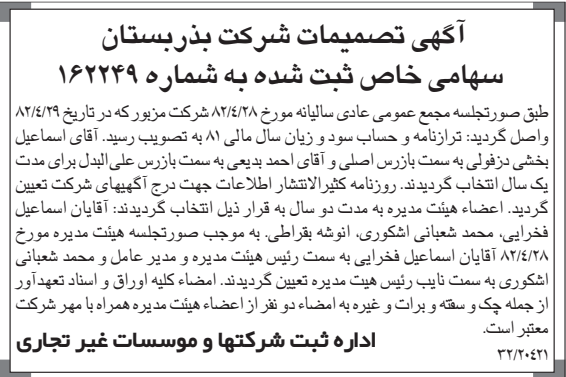 آگهی تصمیمات شرکت بذربستان
سهامی خاص ثبت شده به شماره ۱۶۲۲۴۹
طبق صورتجلسه مجمع عمومی عادی سالیانه مورخ ۸۲/٤/۲۸ شرکت مزبور که در تاریخ ۸۲/٤/۲۹
واصل گردید: ترازنامه و حساب سود و زیان سال مالی ۸۱ به تصویب رسید. آقای اسماعیل
بخشی دزفولی به سمت بازرس اصلی و آقای احمد بدیعی به سمت بازرس علی‌البدل برای مدت
یک سال انتخاب گردیدند. روزنامه کثیرالانتشار اطلاعات جهت درج آگهیهای شرکت تعیین
گردید. اعضاء هیئت مدیره به مدت دو سال به قرار ذیل انتخاب گردیدند: آقایان اسماعیل
فخرایی، محمد شعبانی اشکوری، انوشه بقراطی. به موجب صورتجلسه هیئت مدیره مورخ
۸۲/٤/۲۸ آقایان اسماعیل فخرایی به سمت رئیس هیئت مدیره و مدیر عامل و محمد شعبانی
اشکوری به سمت نایب رئیس هیت مدیره تعیین گردیدند. امضاء کلیه اوراق و اسناد تعهدآور
از جمله چک و سفته و برات و غیره به امضاء دو نفر از اعضاء هیئت مدیره همراه با مهر شرکت
معتبر است.
اداره ثبت شرکتها و موسسات غیر تجاری
۳۲/۲۰٤۲۱